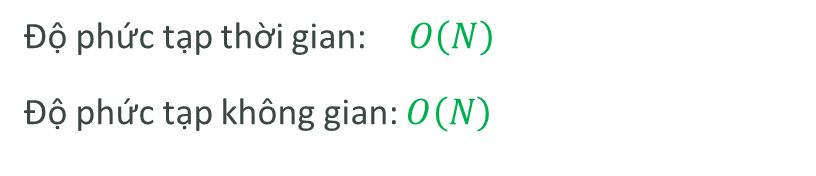 Độ phức tạp thời gian: O(N)
Độ phức tạp không gian: O(N)